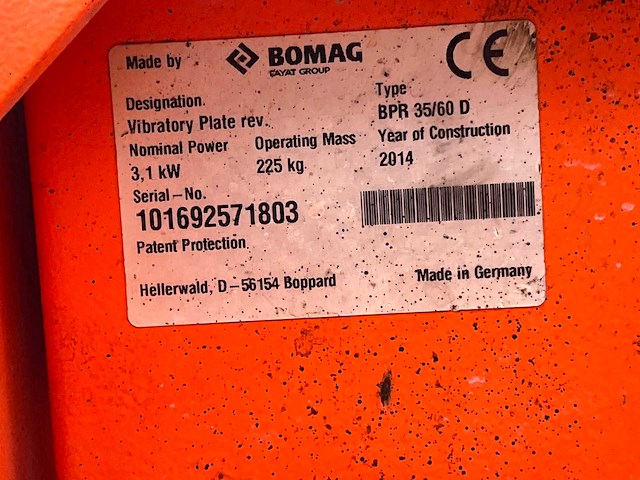 Made by BOMAG CE
FAYAT GROUP
Designation Type
Vibratory Plate rev. BPR 35/60 D
Nominal Power Operating Mass Year of Construction
3,1 kW 225 kg 2014
Serial-No.
101692571803
Patent Protection
Hellerwald, D-56154 Boppard Made in Germany